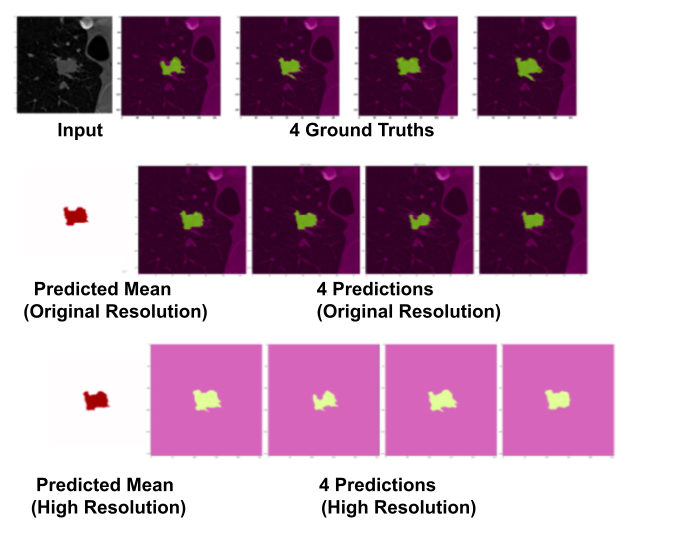 Input
4 Ground Truths
Predicted Mean
(Original Resolution)
4 Predictions
(Original Resolution)
Predicted Mean
(High Resolution)
4 Predictions
(High Resolution)